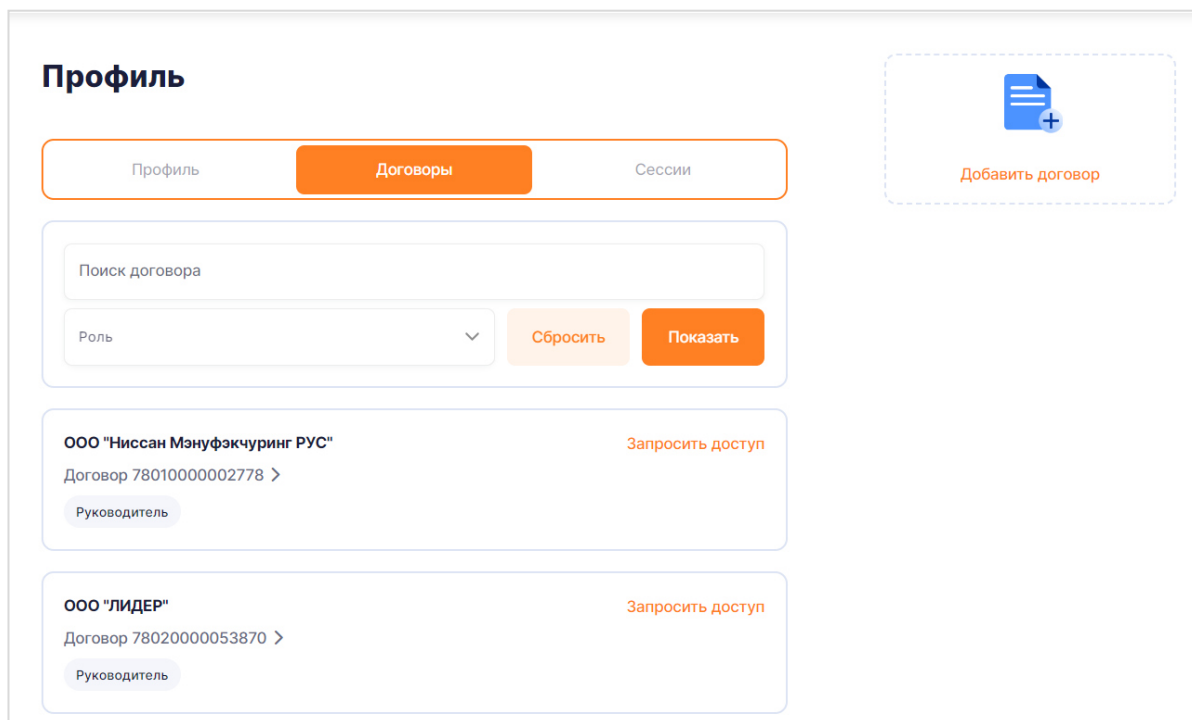 Профиль
Добавить договор
Профиль Договоры Сессии
Поиск договора
Роль Сбросить Показать
ООО "Ниссан Мэнуфэкчуринг РУС" Запросить доступ
Договор 78010000002778
Руководитель
ООО "ЛИДЕР" Запросить доступ
Договор 78020000053870
Руководитель